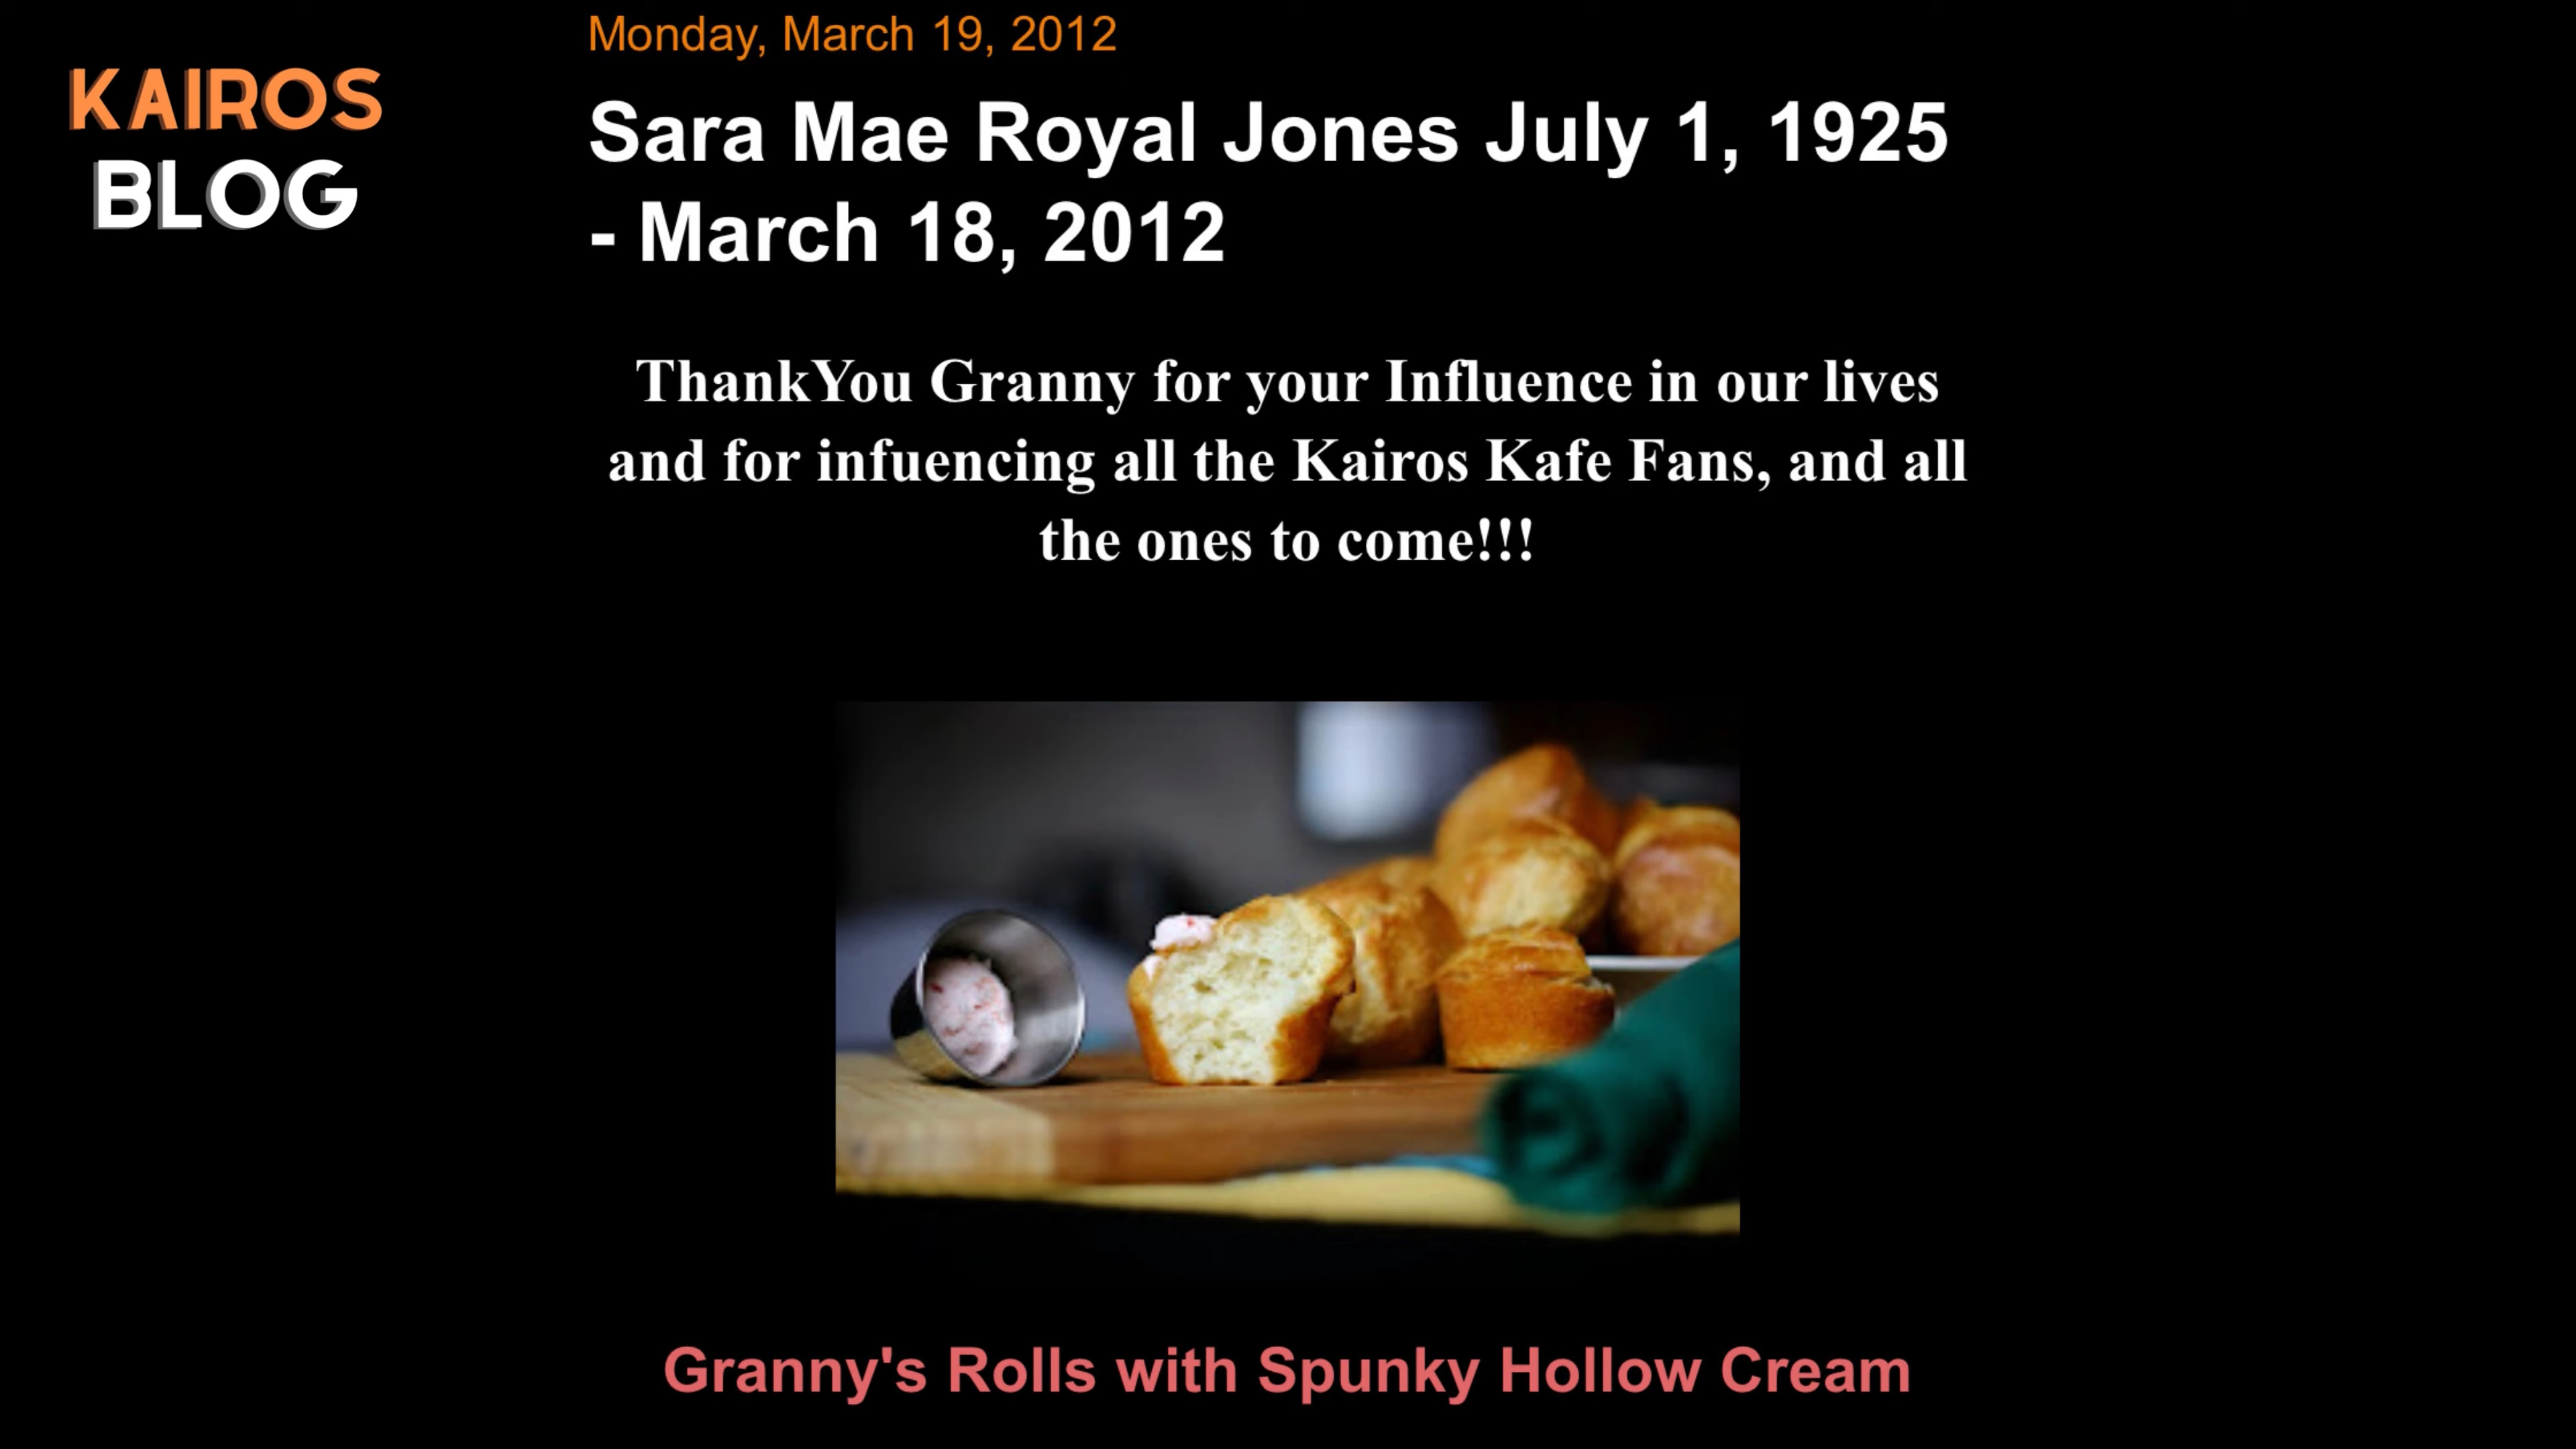 KAIROS
BLOG
Monday, March 19, 2012
Sara Mae Royal Jones July 1, 1925
- March 18, 2012
ThankYou Granny for your Influence in our lives
and for infuencing all the Kairos Kafe Fans, and all
the ones to come!!!
Granny's Rolls with Spunky Hollow Cream